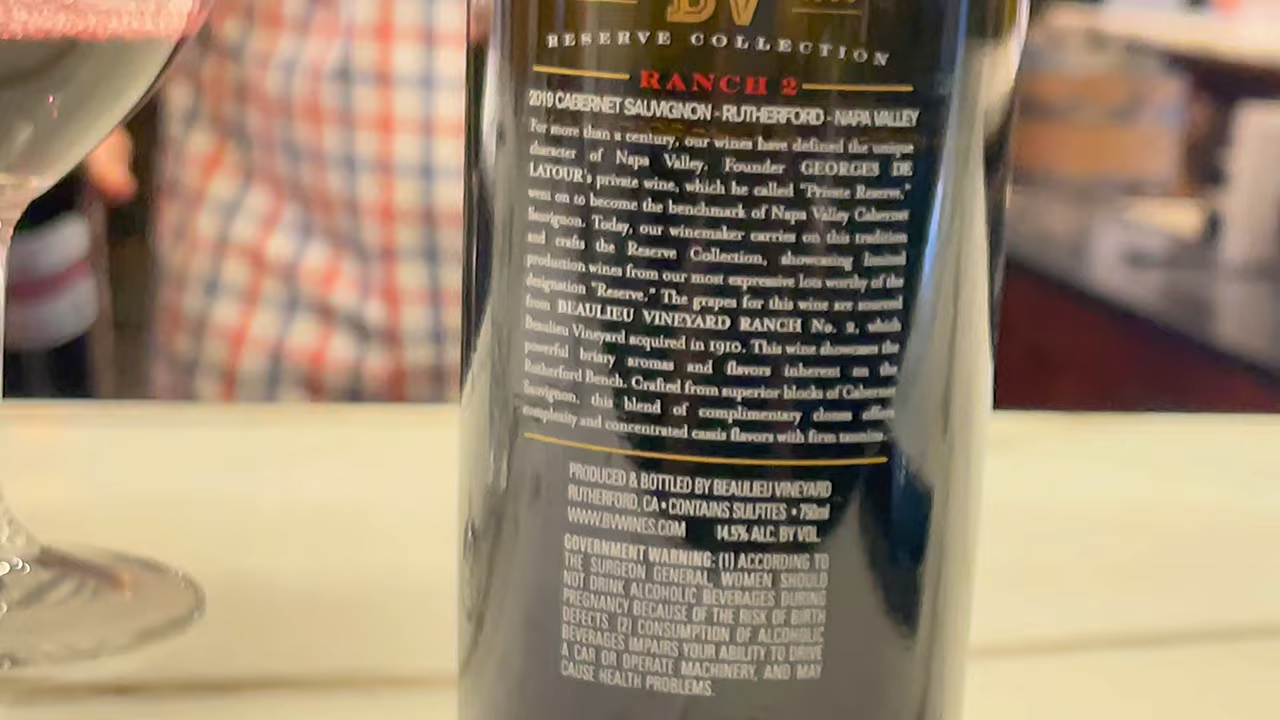 BV
RESERVE COLLECTION
RANCH 2
2019 CABERNET SAUVIGNON - RUTHERFORD - NAPA VALLEY
For more than a century, our wines have defined the unique
character of Napa Valley. Founder GEORGES DE
LATOUR's private wine, which he called "Private Reserve,"
went on to become the benchmark of Napa Valley Cabernet
Sauvignon. Today, our winemaker carries on this tradition
and crafts the Reserve Collection, showcasing limited
production wines from our most expressive lots worthy of the
designation "Reserve." The grapes for this wine are sourced
from BEAULIEU VINEYARD RANCH No. 2, which
Beaulieu Vineyard acquired in 1910. This wine showcases the
powerful briary aromas and flavors inherent on the
Rutherford Bench. Crafted from superior blocks of Cabernet
Sauvignon, this blend of complimentary clones offers
complexity and concentrated cassis flavors with firm tannins.
PRODUCED & BOTTLED BY BEAULIEU VINEYARD
RUTHERFORD, CA • CONTAINS SULFITES • 750ml
WWW.BVWINES.COM 14.5% ALC. BY VOL.
GOVERNMENT WARNING: (1) ACCORDING TO
THE SURGEON GENERAL, WOMEN SHOULD
NOT DRINK ALCOHOLIC BEVERAGES DURING
PREGNANCY BECAUSE OF THE RISK OF BIRTH
DEFECTS. (2) CONSUMPTION OF ALCOHOLIC
BEVERAGES IMPAIRS YOUR ABILITY TO DRIVE
A CAR OR OPERATE MACHINERY, AND MAY
CAUSE HEALTH PROBLEMS.